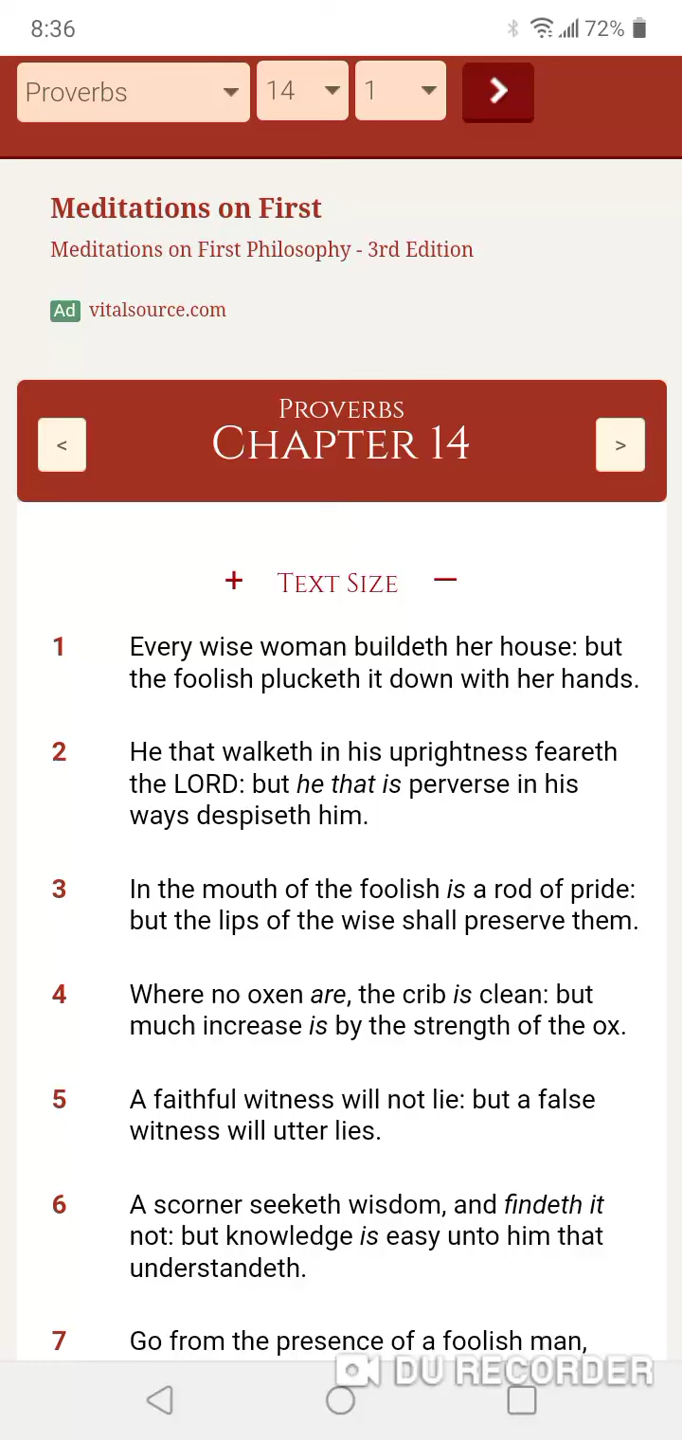 8:36 72%
Proverbs 14 1
Meditations on First
Meditations on First Philosophy - 3rd Edition
Ad vitalsource.com
PROVERBS
< CHAPTER 14 >
+ TEXT SIZE −
1 Every wise woman buildeth her house: but
the foolish plucketh it down with her hands.
2 He that walketh in his uprightness feareth
the LORD: but he that is perverse in his
ways despiseth him.
3 In the mouth of the foolish is a rod of pride:
but the lips of the wise shall preserve them.
4 Where no oxen are, the crib is clean: but
much increase is by the strength of the ox.
5 A faithful witness will not lie: but a false
witness will utter lies.
6 A scorner seeketh wisdom, and findeth it
not: but knowledge is easy unto him that
understandeth.
7 Go from the presence of a foolish man,
DU RECORDER